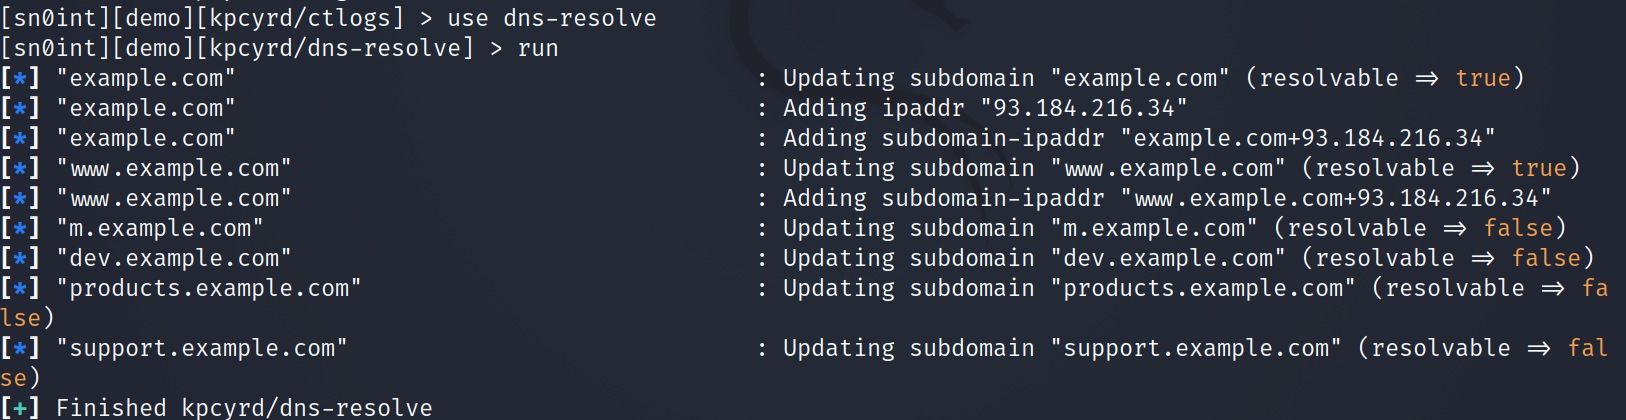 [sn0int][demo][kpcyrd/ctlogs] > use dns-resolve
[sn0int][demo][kpcyrd/dns-resolve] > run
[*] "example.com" : Updating subdomain "example.com" (resolvable => true)
[*] "example.com" : Adding ipaddr "93.184.216.34"
[*] "example.com" : Adding subdomain-ipaddr "example.com+93.184.216.34"
[*] "www.example.com" : Updating subdomain "www.example.com" (resolvable => true)
[*] "www.example.com" : Adding subdomain-ipaddr "www.example.com+93.184.216.34"
[*] "m.example.com" : Updating subdomain "m.example.com" (resolvable => false)
[*] "dev.example.com" : Updating subdomain "dev.example.com" (resolvable => false)
[*] "products.example.com" : Updating subdomain "products.example.com" (resolvable => fa
lse)
[*] "support.example.com" : Updating subdomain "support.example.com" (resolvable => fal
se)
[+] Finished kpcyrd/dns-resolve